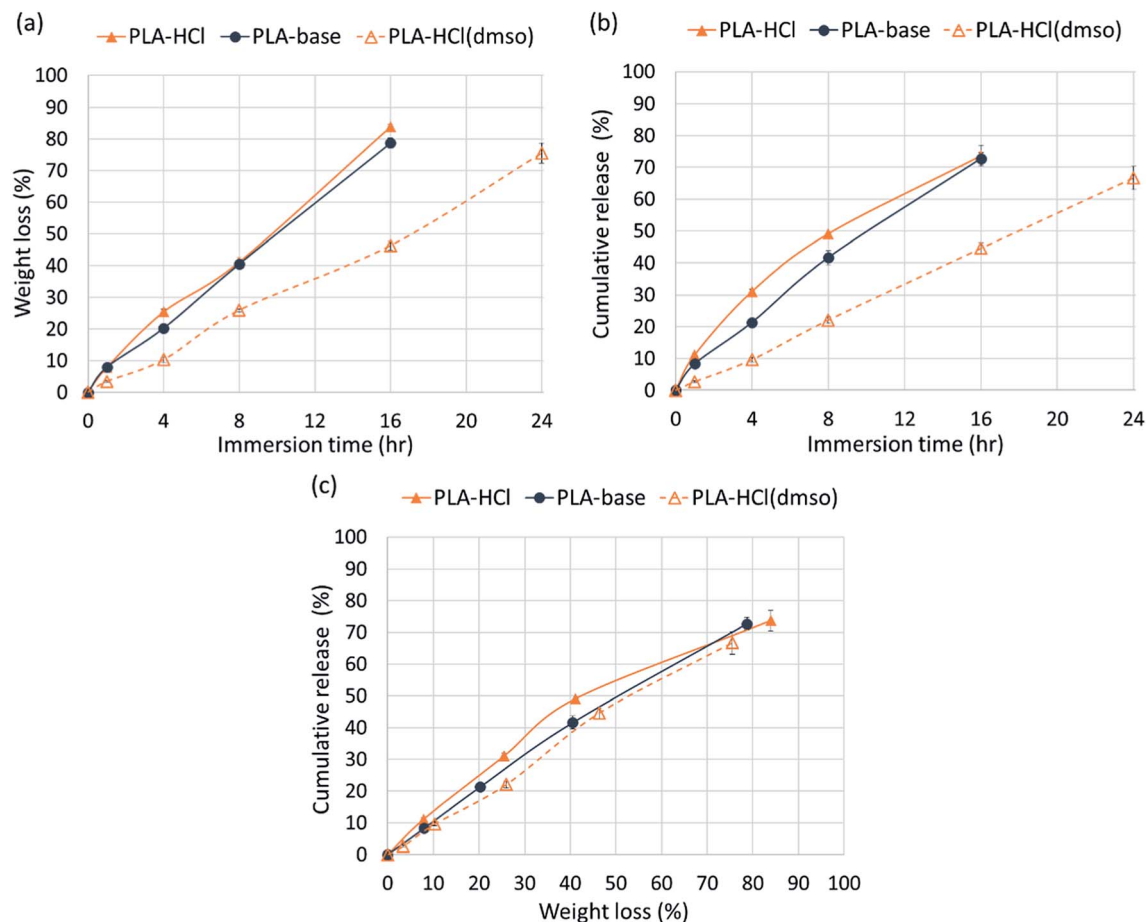 (a)
PLA-HCl PLA-base PLA-HCl(dmso)
100
90
80
70
60
50
40
30
20
10
0
Weight loss (%)
0 4 8 12 16 20 24
Immersion time (hr)
(b)
PLA-HCl PLA-base PLA-HCl(dmso)
100
90
80
70
60
50
40
30
20
10
0
Cumulative release (%)
0 4 8 12 16 20 24
Immersion time (hr)
(c)
PLA-HCl PLA-base PLA-HCl(dmso)
100
90
80
70
60
50
40
30
20
10
0
Cumulative release (%)
0 10 20 30 40 50 60 70 80 90 100
Weight loss (%)